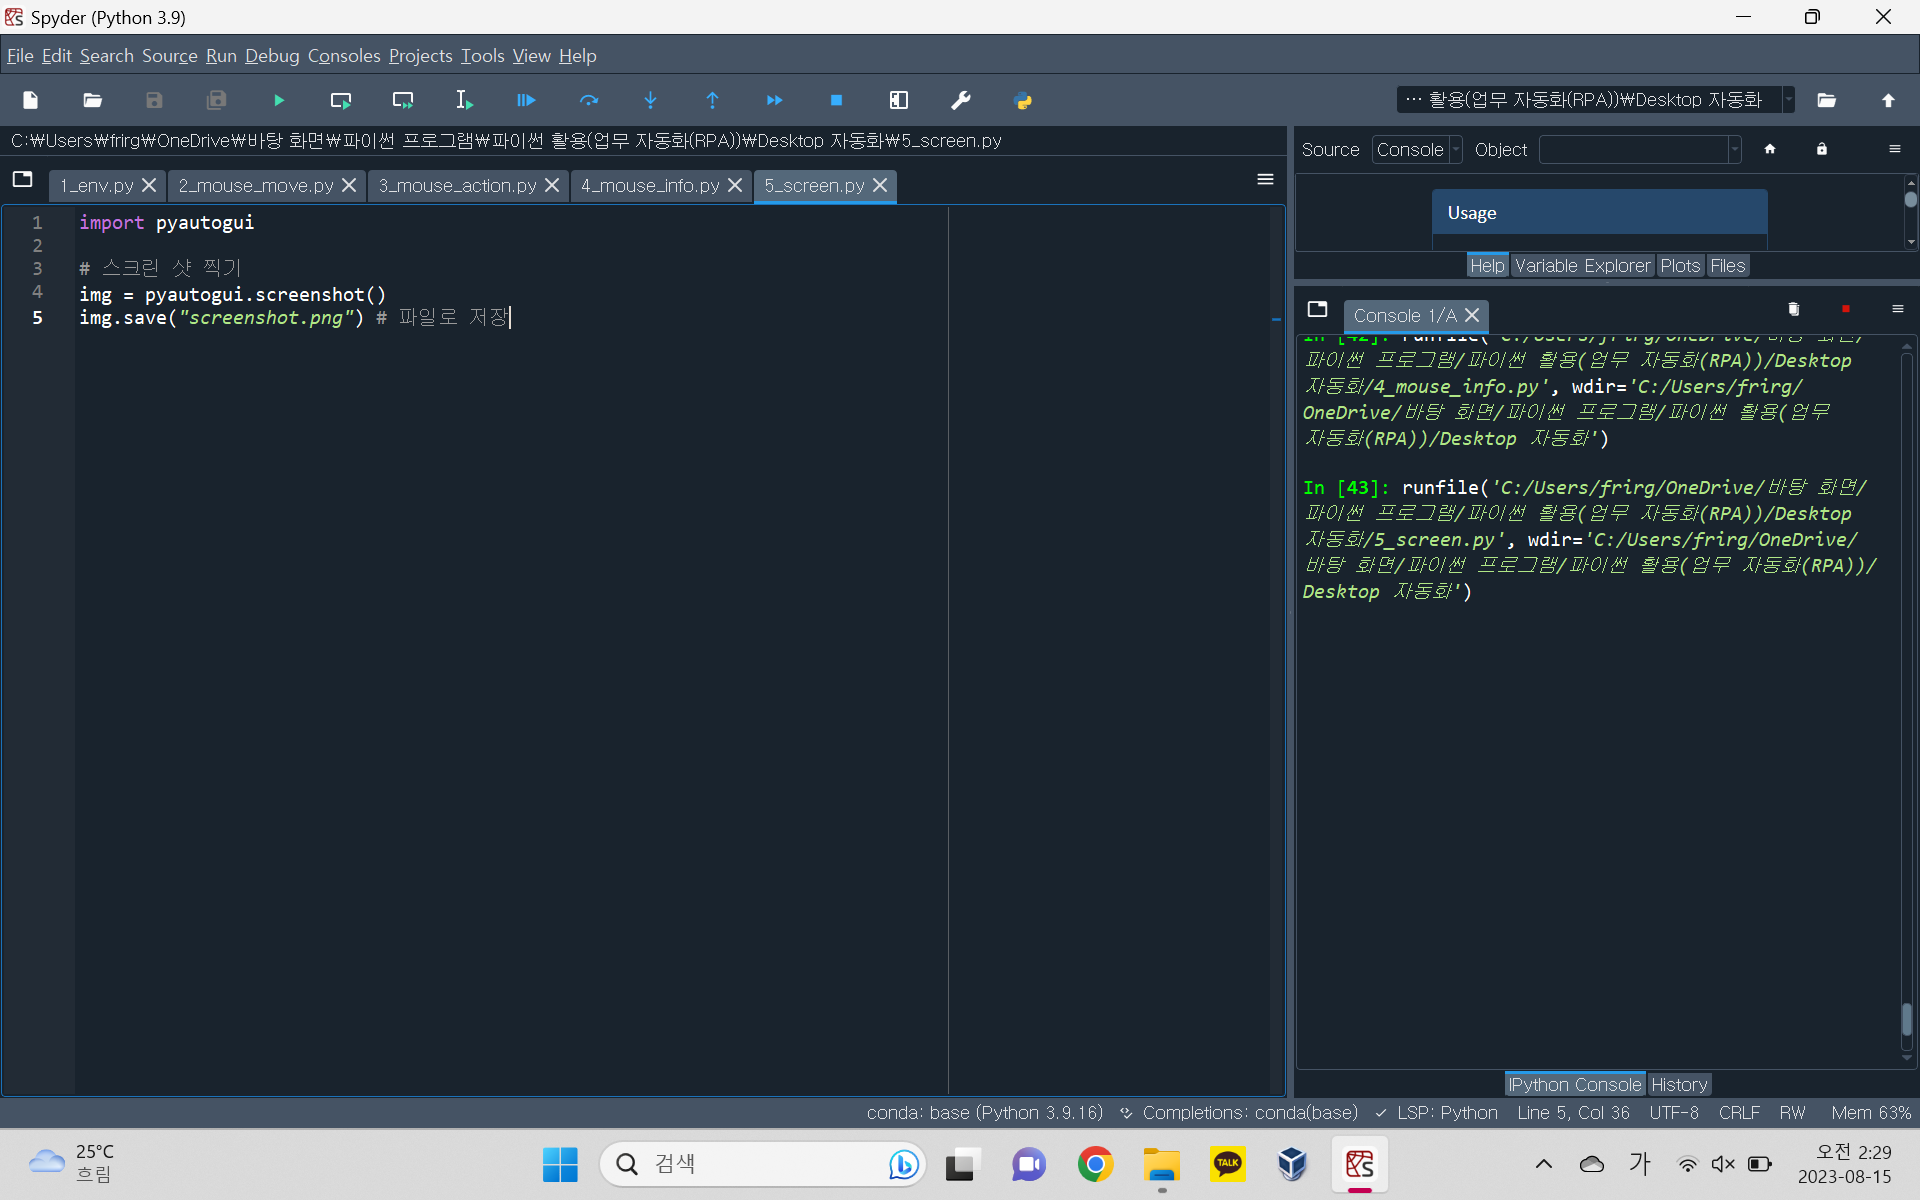 Spyder (Python 3.9)
File Edit Search Source Run Debug Consoles Projects Tools View Help
··· 활용(업무 자동화(RPA))₩Desktop 자동화
C:₩Users₩frirg₩OneDrive₩바탕 화면₩파이썬 프로그램₩파이썬 활용(업무 자동화(RPA))₩Desktop 자동화₩5_screen.py
1_env.py 2_mouse_move.py 3_mouse_action.py 4_mouse_info.py 5_screen.py
1 import pyautogui
2
3 # 스크린 샷 찍기
4 img = pyautogui.screenshot()
5 img.save("screenshot.png") # 파일로 저장
Source Console Object
Usage
Help Variable Explorer Plots Files
Console 1/A
In [42]: runfile('C:/Users/frirg/OneDrive/바탕 화면/
파이썬 프로그램/파이썬 활용(업무 자동화(RPA))/Desktop
자동화/4_mouse_info.py', wdir='C:/Users/frirg/
OneDrive/바탕 화면/파이썬 프로그램/파이썬 활용(업무
자동화(RPA))/Desktop 자동화')
In [43]: runfile('C:/Users/frirg/OneDrive/바탕 화면/
파이썬 프로그램/파이썬 활용(업무 자동화(RPA))/Desktop
자동화/5_screen.py', wdir='C:/Users/frirg/OneDrive/
바탕 화면/파이썬 프로그램/파이썬 활용(업무 자동화(RPA))/
Desktop 자동화')
IPython Console History
conda: base (Python 3.9.16) Completions: conda(base) ✓ LSP: Python Line 5, Col 36 UTF-8 CRLF RW Mem 63%
25°C
흐림
검색
TALK
가
오전 2:29
2023-08-15